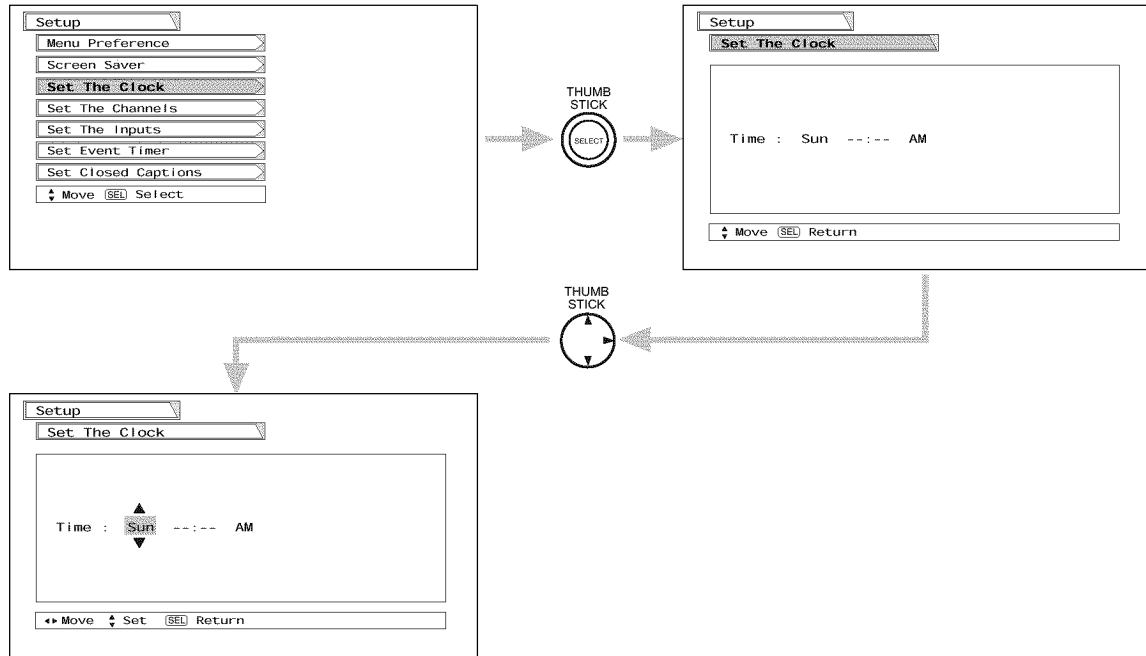 Setup
Menu Preference
Screen Saver
Set The Clock
Set The Channels
Set The Inputs
Set Event Timer
Set Closed Captions
Move SEL Select
THUMB
STICK
SELECT
Setup
Set The Clock
Time : Sun --:-- AM
Move SEL Return
THUMB
STICK
Setup
Set The Clock
Time : Sun --:-- AM
Move Set SEL Return